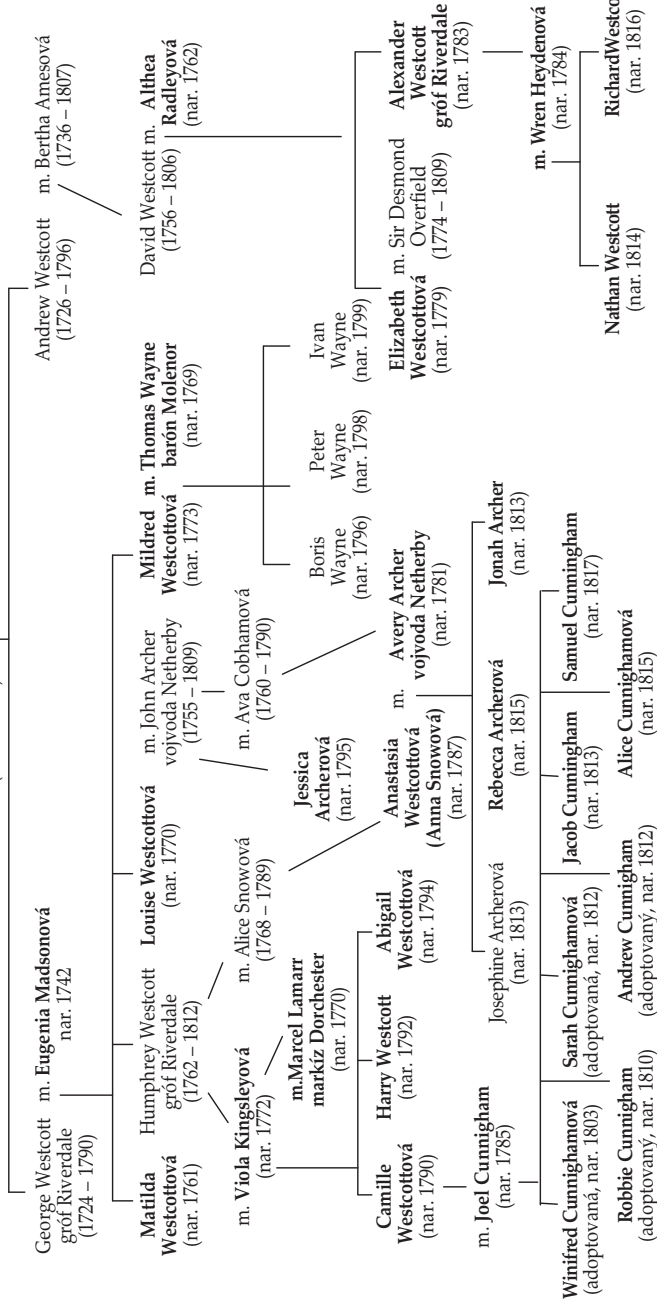 George Westcott
gróf Riverdale
(1724 – 1790)
m. Eugenia Madsonová
nar. 1742
Andrew Westcott
(1726 – 1796)
m. Bertha Amesová
(1736 – 1807)
Matilda
Westcottová
(nar. 1761)
Humphrey Westcott
gróf Riverdale
(1762 – 1812)
Louise Westcottová
(nar. 1770)
m. John Archer
vojvoda Netherby
(1755 – 1809)
Mildred
Westcottová
(nar. 1773)
m. Thomas Wayne
barón Molenor
(nar. 1769)
David Westcott m.
(1756 – 1806)
Althea
Radleyová
(nar. 1762)
m. Viola Kingsleyová
(nar. 1772)
m. Alice Snowová
(1768 – 1789)
m. Ava Cobhamová
(1760 – 1790)
m.Marcel Lamarr
markíz Dorchester
(nar. 1770)
Jessica
Archerová
(nar. 1795)
Boris
Wayne
(nar. 1796)
Peter
Wayne
(nar. 1798)
Ivan
Wayne
(nar. 1799)
Camille
Westcottová
(nar. 1790)
Harry Westcott
(nar. 1792)
Abigail
Westcottová
(nar. 1794)
Anastasia
Westcottová
(Anna Snowová)
(nar. 1787)
m.
Avery Archer
vojvoda Netherby
(nar. 1781)
Elizabeth
Westcottová
(nar. 1779)
m. Sir Desmond
Overfield
(1774 – 1809)
Alexander
Westcott
gróf Riverdale
(nar. 1783)
m. Joel Cunnigham
(nar. 1785)
Josephine Archerová
(nar. 1813)
Rebecca Archerová
(nar. 1815)
Jonah Archer
(nar. 1813)
m. Wren Heydenová
(nar. 1784)
Winifred Cunnighamová
(adoptovaná, nar. 1803)
Sarah Cunnighamová
(adoptovaná, nar. 1812)
Jacob Cunningham
(nar. 1813)
Samuel Cunningham
(nar. 1817)
Robbie Cunnigham
(adoptovaný, nar. 1810)
Andrew Cunnigham
(adoptovaný, nar. 1812)
Alice Cunnighamová
(nar. 1815)
Nathan Westcott
(nar. 1814)
RichardWestco
(nar. 1816)